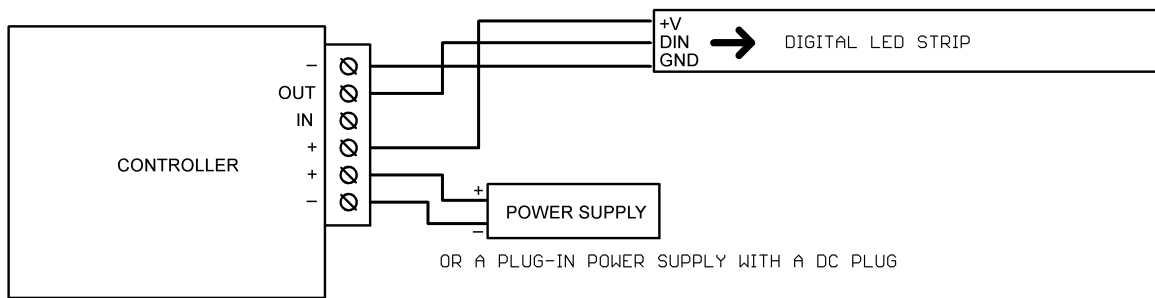 +V
DIN
GND
DIGITAL LED STRIP
–
OUT
IN
+
+
–
CONTROLLER
+
–
POWER SUPPLY
OR A PLUG-IN POWER SUPPLY WITH A DC PLUG